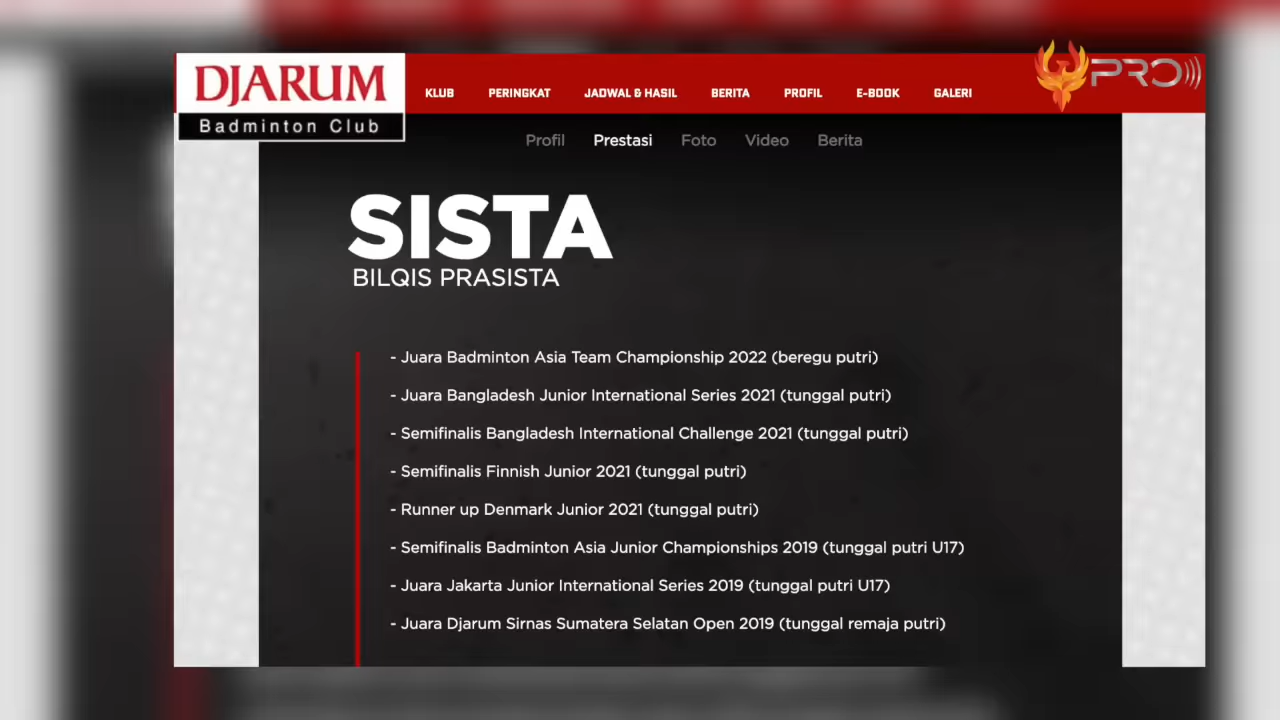 DJARUM
Badminton Club
KLUB PERINGKAT JADWAL & HASIL BERITA PROFIL E-BOOK GALERI
PRO
Profil Prestasi Foto Video Berita
SISTA
BILQIS PRASISTA
- Juara Badminton Asia Team Championship 2022 (beregu putri)
- Juara Bangladesh Junior International Series 2021 (tunggal putri)
- Semifinalis Bangladesh International Challenge 2021 (tunggal putri)
- Semifinalis Finnish Junior 2021 (tunggal putri)
- Runner up Denmark Junior 2021 (tunggal putri)
- Semifinalis Badminton Asia Junior Championships 2019 (tunggal putri U17)
- Juara Jakarta Junior International Series 2019 (tunggal putri U17)
- Juara Djarum Sirnas Sumatera Selatan Open 2019 (tunggal remaja putri)